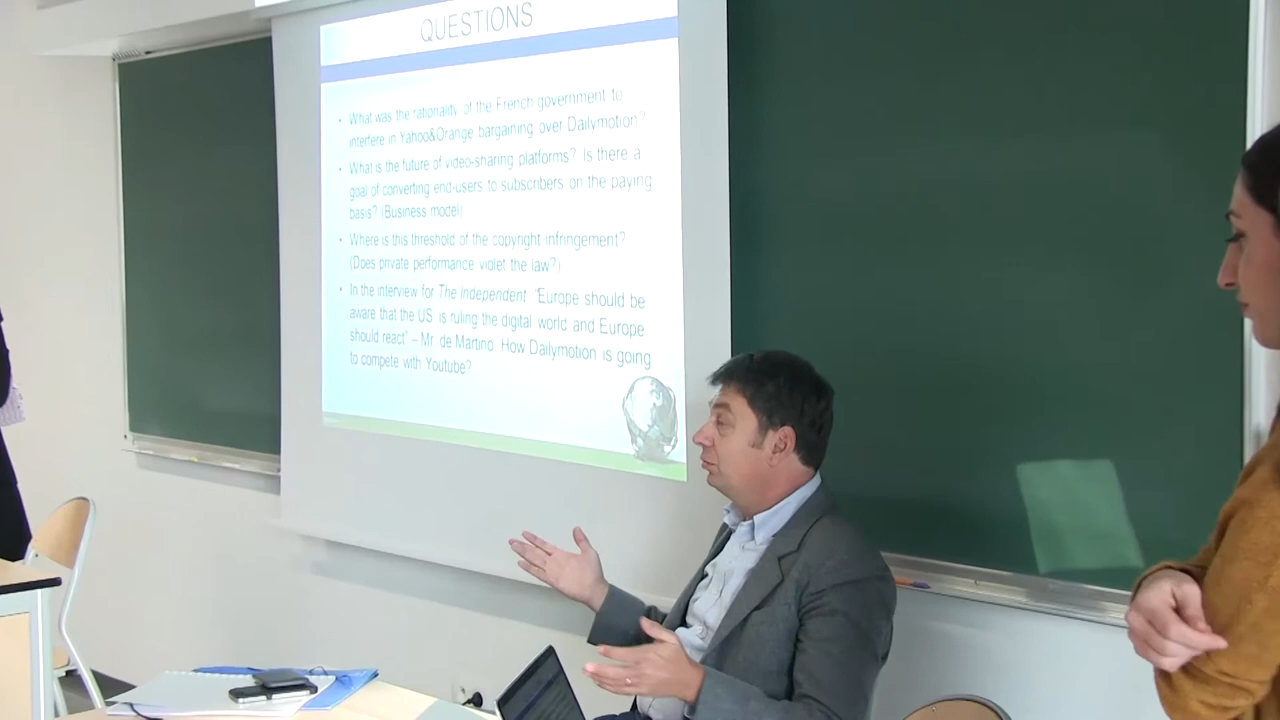 QUESTIONS
• What was the rationality of the French government to
interfere in Yahoo&Orange bargaining over Dailymotion?
• What is the future of video-sharing platforms? Is there a
goal of converting end-users to subscribers on the paying
basis? (Business model)
• Where is this threshold of the copyright infringement?
(Does private performance violet the law?)
• In the interview for The Independent: "Europe should be
aware that the US is ruling the digital world and Europe
should react" – Mr. de Martino. How Dailymotion is going
to compete with Youtube?